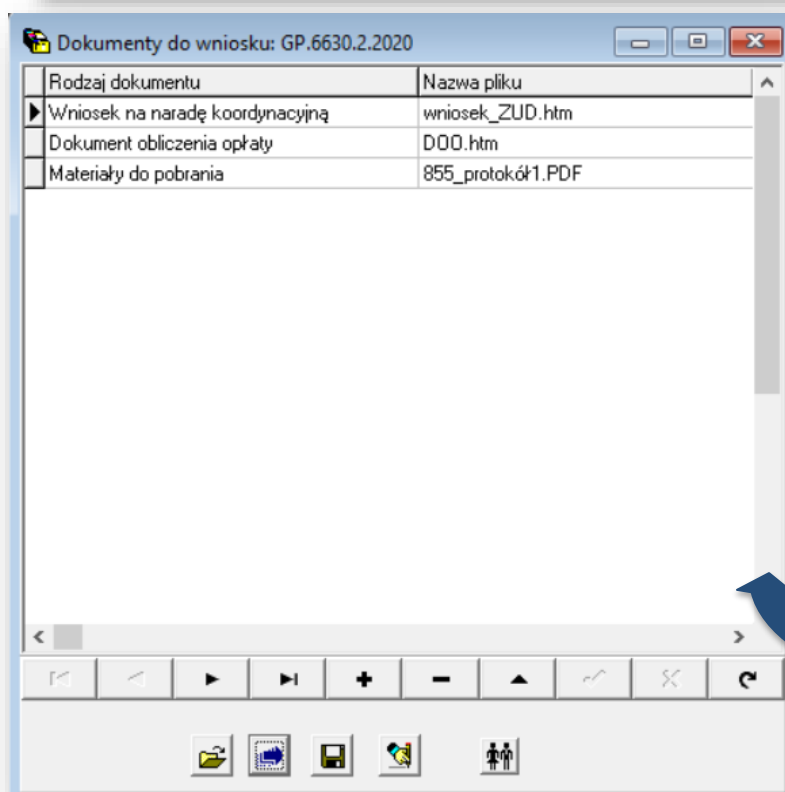 Dokumenty do wniosku: GP.6630.2.2020
Rodzaj dokumentu Nazwa pliku
Wniosek na naradę koordynacyjną wniosek_ZUD.htm
Dokument obliczenia opłaty DOO.htm
Materiały do pobrania 855_protokół1.PDF